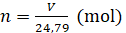 n = V / 24,79 (mol)